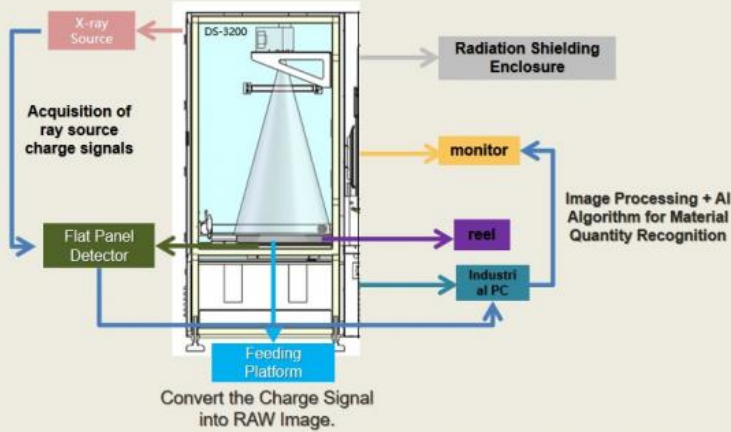 X-ray
Source
DS-3200
Radiation Shielding
Enclosure
Acquisition of
ray source
charge signals
monitor
Image Processing + AI
Algorithm for Material
Quantity Recognition
Flat Panel
Detector
reel
Industri
al PC
Feeding
Platform
Convert the Charge Signal
into RAW Image.